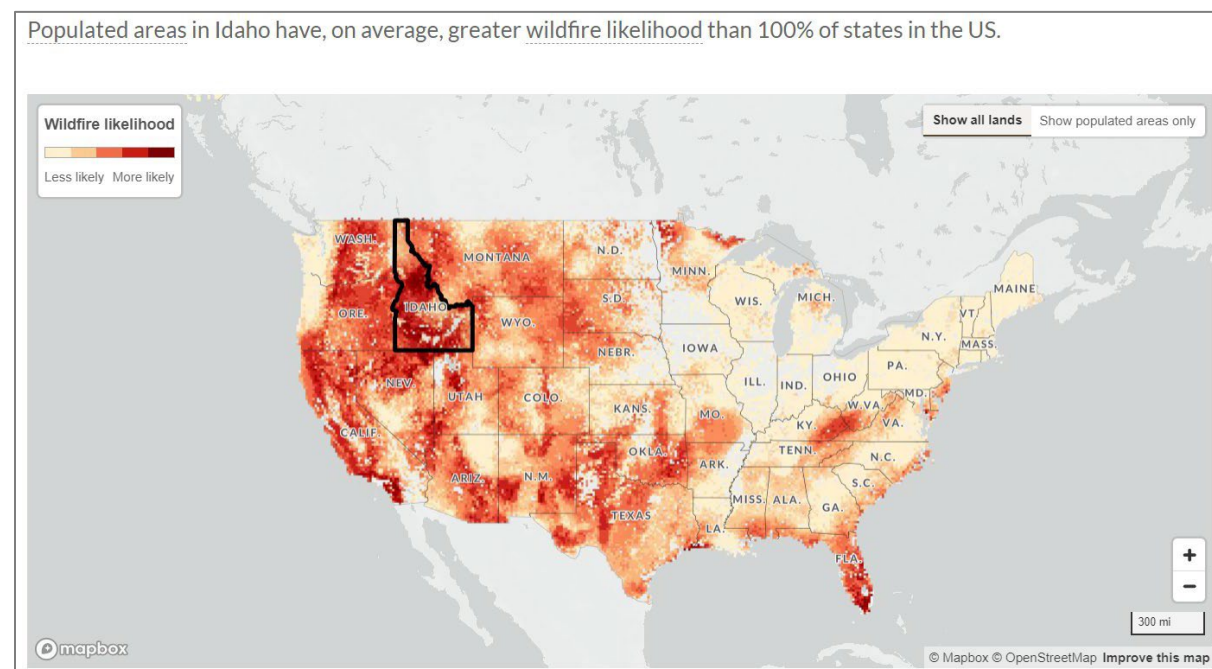 Populated areas in Idaho have, on average, greater wildfire likelihood than 100% of states in the US.
Wildfire likelihood
Less likely More likely
Show all lands Show populated areas only
WASH.
MONTANA
N.D.
MINN.
MAINE
ORE.
IDAHO
WYO.
S.D.
WIS.
MICH.
VT.
N.Y.
MASS.
NEBR.
IOWA
PA.
NEV.
UTAH
COLO.
ILL.
IND.
OHIO
MD.
KANS.
MO.
W.VA.
VA.
CALIF.
KY.
ARIZ.
N.M.
OKLA.
ARK.
TENN.
N.C.
S.C.
TEXAS
MISS.
ALA.
GA.
LA.
FLA.
+
−
300 mi
mapbox
© Mapbox © OpenStreetMap Improve this map